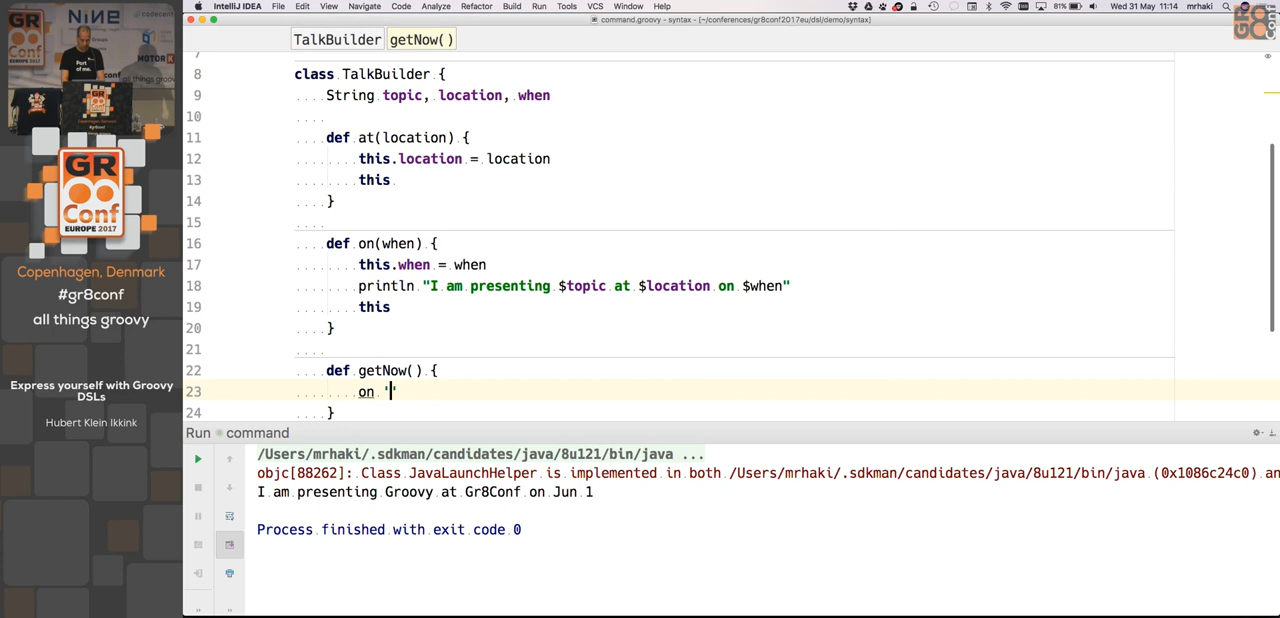 IntelliJ IDEA File Edit View Navigate Code Analyze Refactor Build Run Tools VCS Window Help 81% Wed 31 May 11:14 mrhaki
command.groovy - syntax - [~/conferences/gr8conf2017eu/dsl/demo/syntax]
TalkBuilder getNow()
7
8 class TalkBuilder {
9 String topic, location, when
10
11 def at(location) {
12 this.location = location
13 this
14 }
15
16 def on(when) {
17 this.when = when
18 println "I am presenting $topic at $location on $when"
19 this
20 }
21
22 def getNow() {
23 on ''
24 }
Run command
/Users/mrhaki/.sdkman/candidates/java/8u121/bin/java ...
objc[88262]: Class JavaLaunchHelper is implemented in both /Users/mrhaki/.sdkman/candidates/java/8u121/bin/java (0x1086c24c0) an
I am presenting Groovy at Gr8Conf on Jun 1
Process finished with exit code 0
GR
Conf
EUROPE 2017
Copenhagen, Denmark
#gr8conf
all things groovy
Express yourself with Groovy
DSLs
Hubert Klein Ikkink